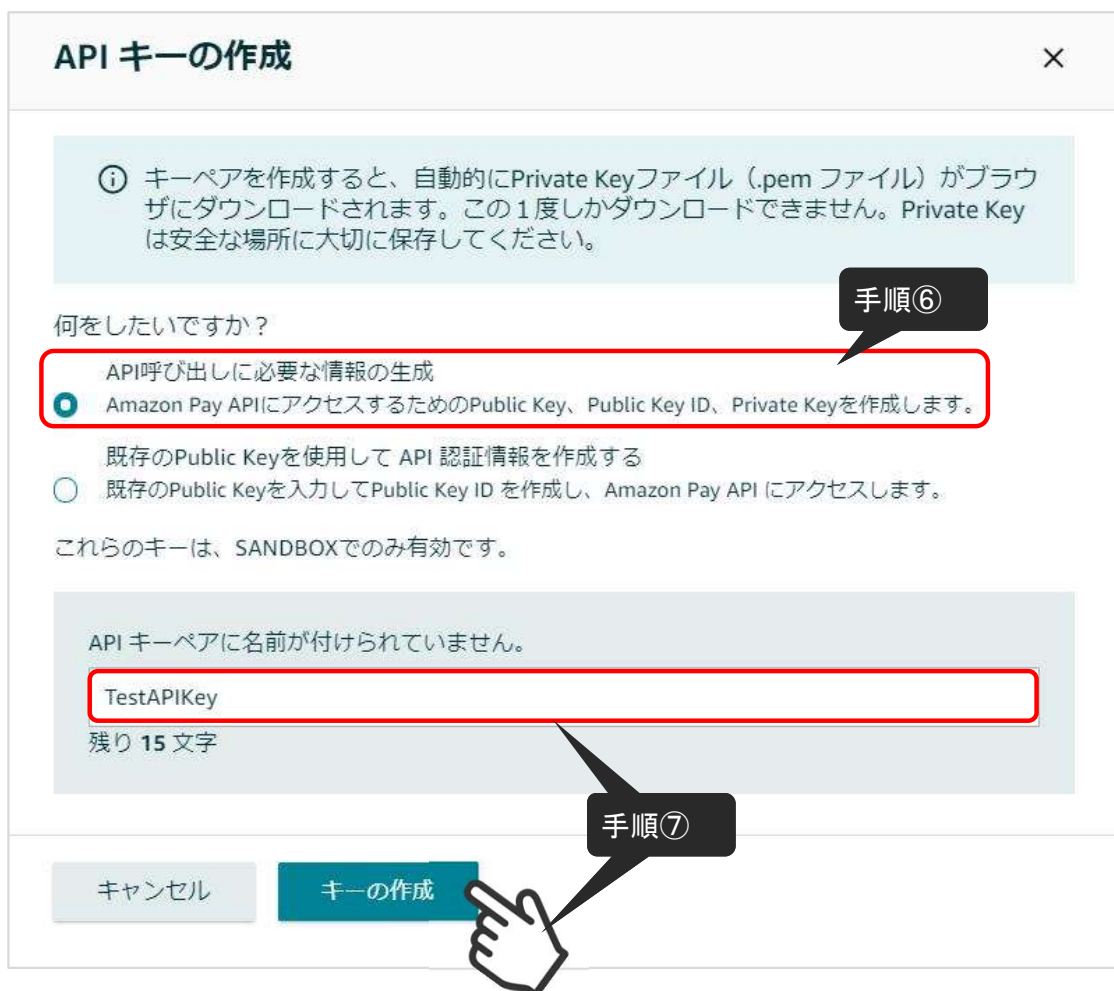 API キーの作成
キーペアを作成すると、自動的にPrivate Keyファイル（.pem ファイル）がブラウ
ザにダウンロードされます。この１度しかダウンロードできません。Private Key
は安全な場所に大切に保存してください。
手順⑥
何をしたいですか？
API呼び出しに必要な情報の生成
Amazon Pay APIにアクセスするためのPublic Key、Public Key ID、Private Keyを作成します。
既存のPublic Keyを使用して API 認証情報を作成する
既存のPublic Keyを入力してPublic Key ID を作成し、Amazon Pay API にアクセスします。
これらのキーは、SANDBOXでのみ有効です。
API キーペアに名前が付けられていません。
TestAPIKey
残り 15 文字
手順⑦
キャンセル
キーの作成